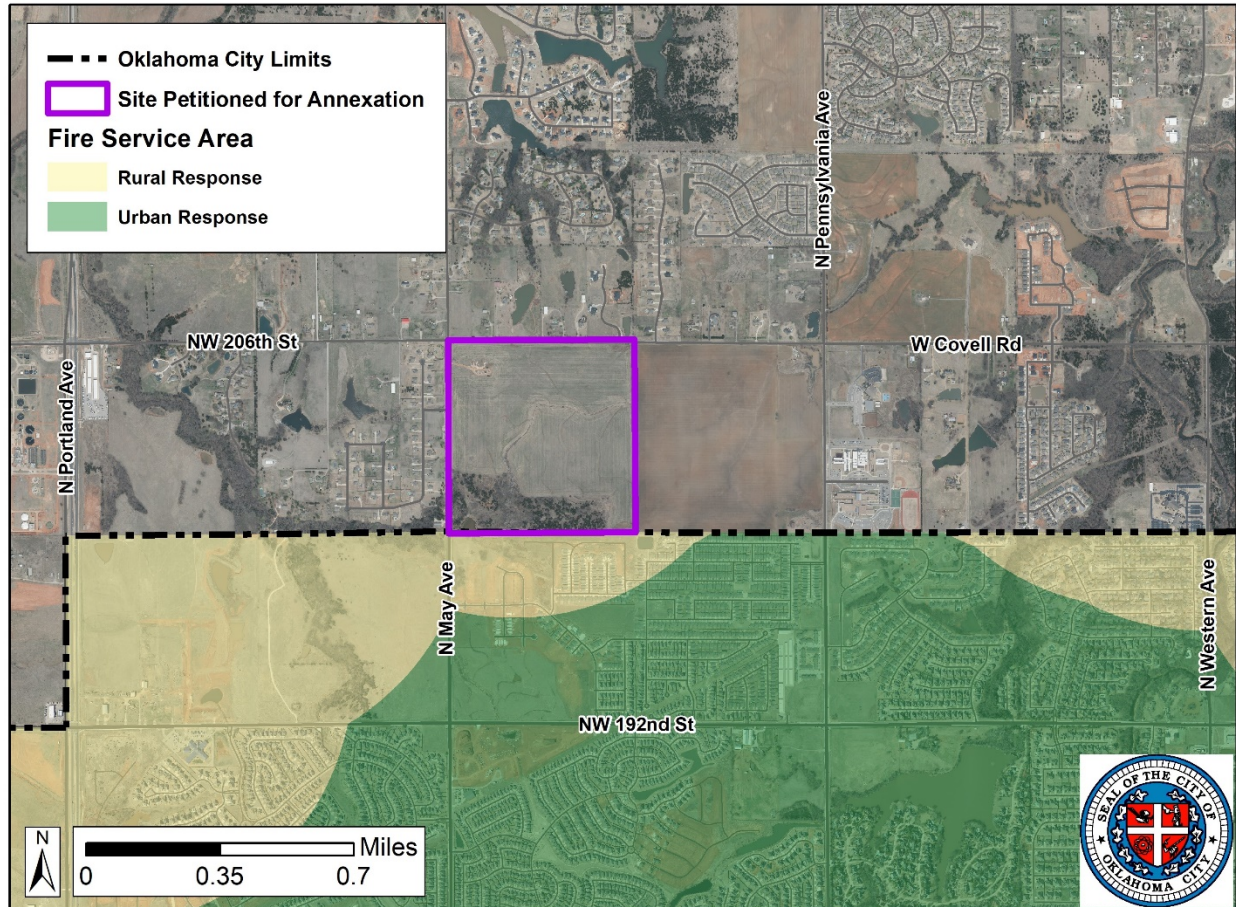 Oklahoma City Limits
Site Petitioned for Annexation
Fire Service Area
Rural Response
Urban Response
N Pennsylvania Ave
NW 206th St
W Covell Rd
N Portland Ave
N May Ave
N Western Ave
NW 192nd St
N
Miles
0 0.35 0.7
SEAL OF THE CITY OF
OKLAHOMA CITY